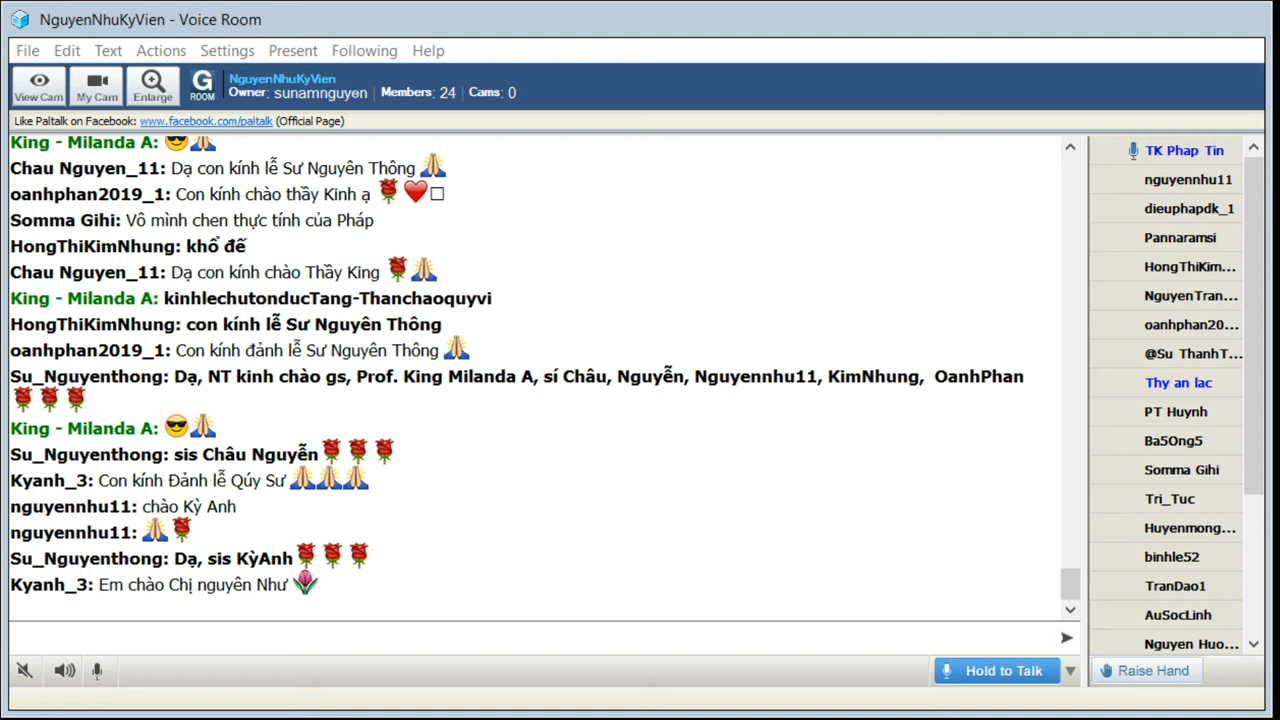 NguyenNhuKyVien - Voice Room
File Edit Text Actions Settings Present Following Help
View Cam
My Cam
Enlarge
G
ROOM
NguyenNhuKyVien
Owner: sunamnguyen | Members: 24 | Cams: 0
Like Paltalk on Facebook: www.facebook.com/paltalk (Official Page)
King - Milanda A: 😎🙏
Chau Nguyen_11: Dạ con kính lễ Sư Nguyên Thông 🙏
oanhphan2019_1: Con kính chào thầy Kinh ạ 🌹❤️□
Somma Gihi: Vô mình chen thực tính của Pháp
HongThiKimNhung: khổ đế
Chau Nguyen_11: Dạ con kính chào Thầy King 🌹🙏
King - Milanda A: kinhlechutonducTang-Thanchaoquyvi
HongThiKimNhung: con kính lễ Sư Nguyên Thông
oanhphan2019_1: Con kính đảnh lễ Sư Nguyên Thông 🙏
Su_Nguyenthong: Dạ, NT kinh chào gs, Prof. King Milanda A, sí Châu, Nguyễn, Nguyennhu11, KimNhung, OanhPhan
🌹🌹🌹
King - Milanda A: 😎🙏
Su_Nguyenthong: sis Châu Nguyễn🌹🌹🌹
Kyanh_3: Con kính Đảnh lễ Qúy Sư 🙏🙏🙏
nguyennhu11: chào Kỳ Anh
nguyennhu11: 🙏🌹
Su_Nguyenthong: Dạ, sis KỳAnh🌹🌹🌹
Kyanh_3: Em chào Chị nguyên Như 🌷
TK Phap Tin
nguyennhu11
dieuphapdk_1
Pannaramsi
HongThiKim...
NguyenTran...
oanhphan20...
@Su ThanhT...
Thy an lac
PT Huynh
Ba5Ong5
Somma Gihi
Tri_Tuc
Huyenmong...
binhle52
TranDao1
AuSocLinh
Nguyen Huo...
Hold to Talk
Raise Hand